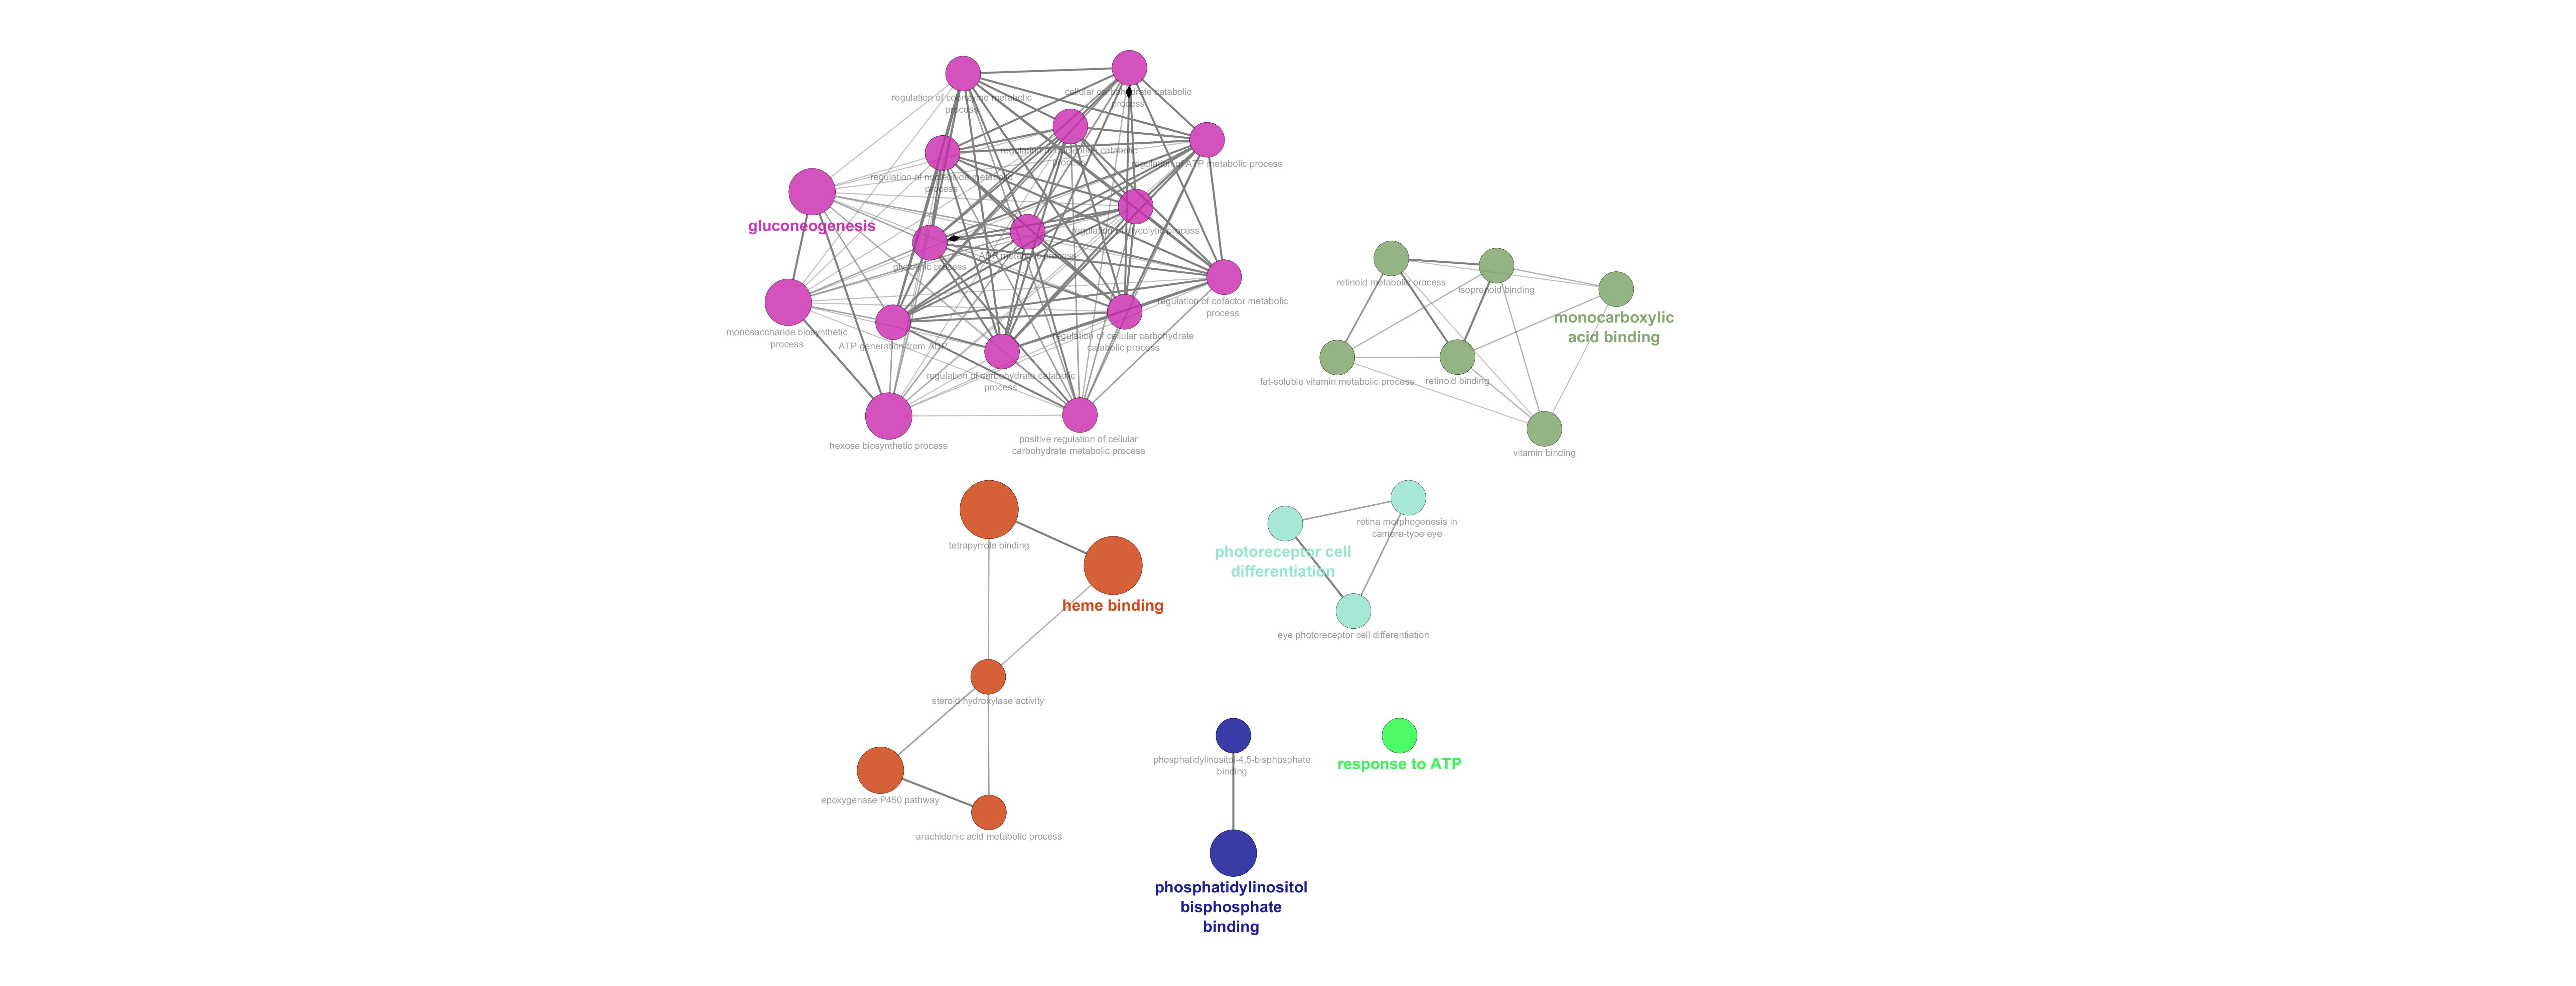 regulation of coenzyme metabolic
process
cellular carbohydrate catabolic
process
regulation of nucleotide catabolic
process
regulation of ATP metabolic process
regulation of nucleoside metabolic
process
gluconeogenesis
regulation of glycolytic process
ADP metabolic process
glycolytic process
regulation of cofactor metabolic
process
monosaccharide biosynthetic
process
ATP generation from ADP
regulation of cellular carbohydrate
catabolic process
regulation of carbohydrate catabolic
process
hexose biosynthetic process
positive regulation of cellular
carbohydrate metabolic process
retinoid metabolic process
isoprenoid binding
monocarboxylic
acid binding
fat-soluble vitamin metabolic process
retinoid binding
vitamin binding
tetrapyrrole binding
heme binding
steroid hydroxylase activity
epoxygenase P450 pathway
arachidonic acid metabolic process
retina morphogenesis in
camera-type eye
photoreceptor cell
differentiation
eye photoreceptor cell differentiation
phosphatidylinositol-4,5-bisphosphate
binding
response to ATP
phosphatidylinositol
bisphosphate
binding